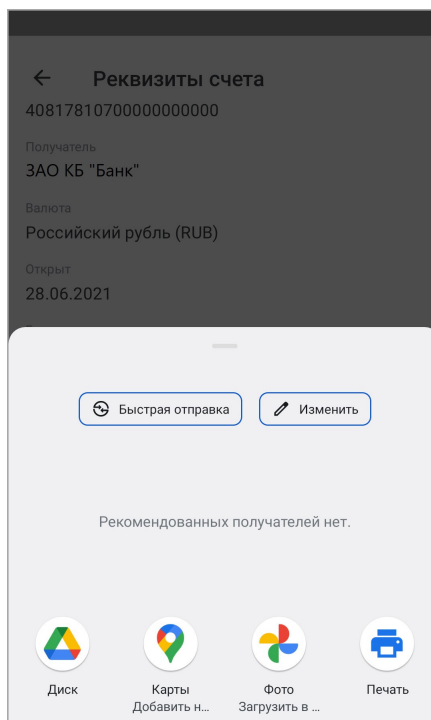 Реквизиты счета
40817810700000000000
Получатель
ЗАО КБ "Банк"
Валюта
Российский рубль (RUB)
Открыт
28.06.2021
Быстрая отправка
Изменить
Рекомендованных получателей нет.
Диск
Карты
Добавить н...
Фото
Загрузить в ...
Печать